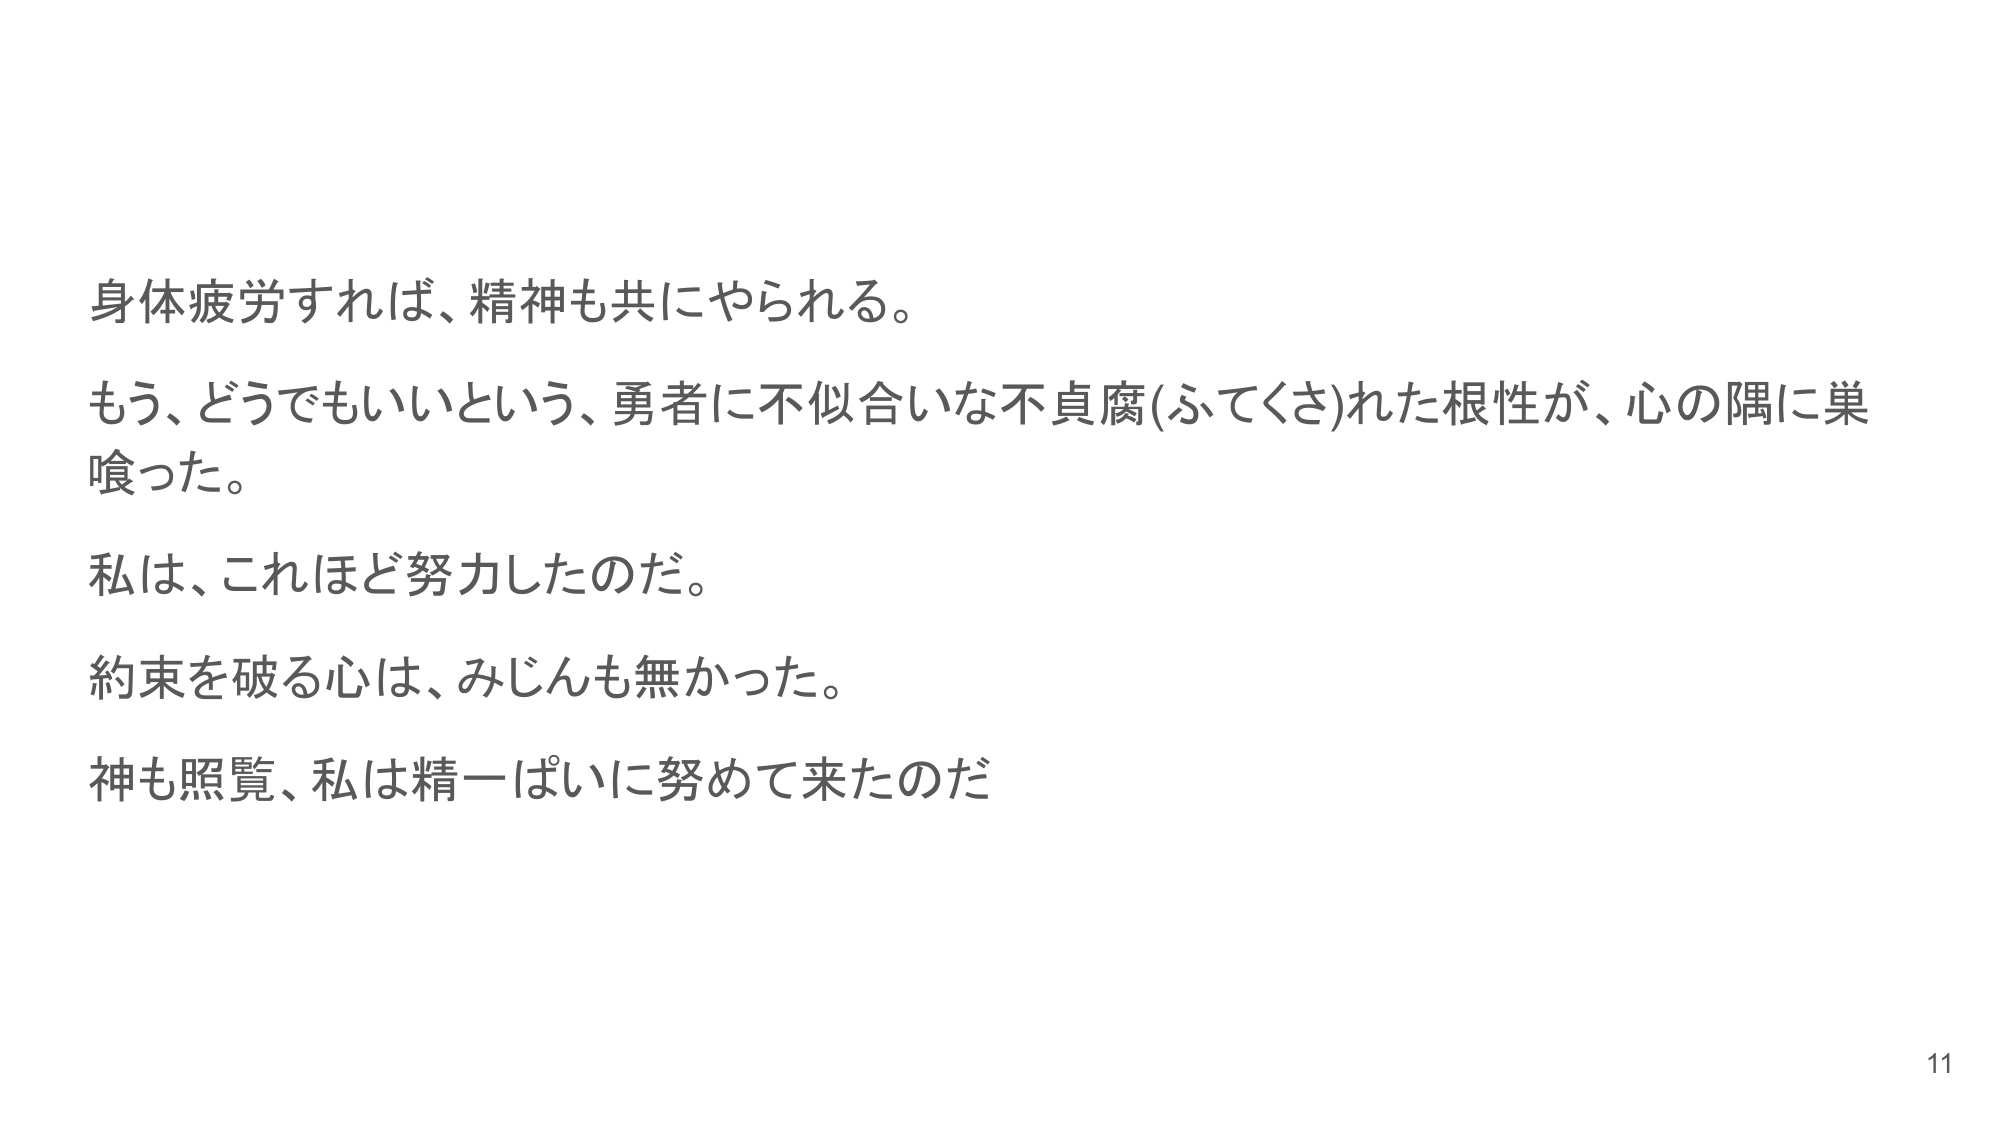 身体疲労すれば、精神も共にやられる。
もう、どうでもいいという、勇者に不似合いな不貞腐(ふてくさ)れた根性が、心の隅に巣
喰った。
私は、これほど努力したのだ。
約束を破る心は、みじんも無かった。
神も照覧、私は精一ぱいに努めて来たのだ
11